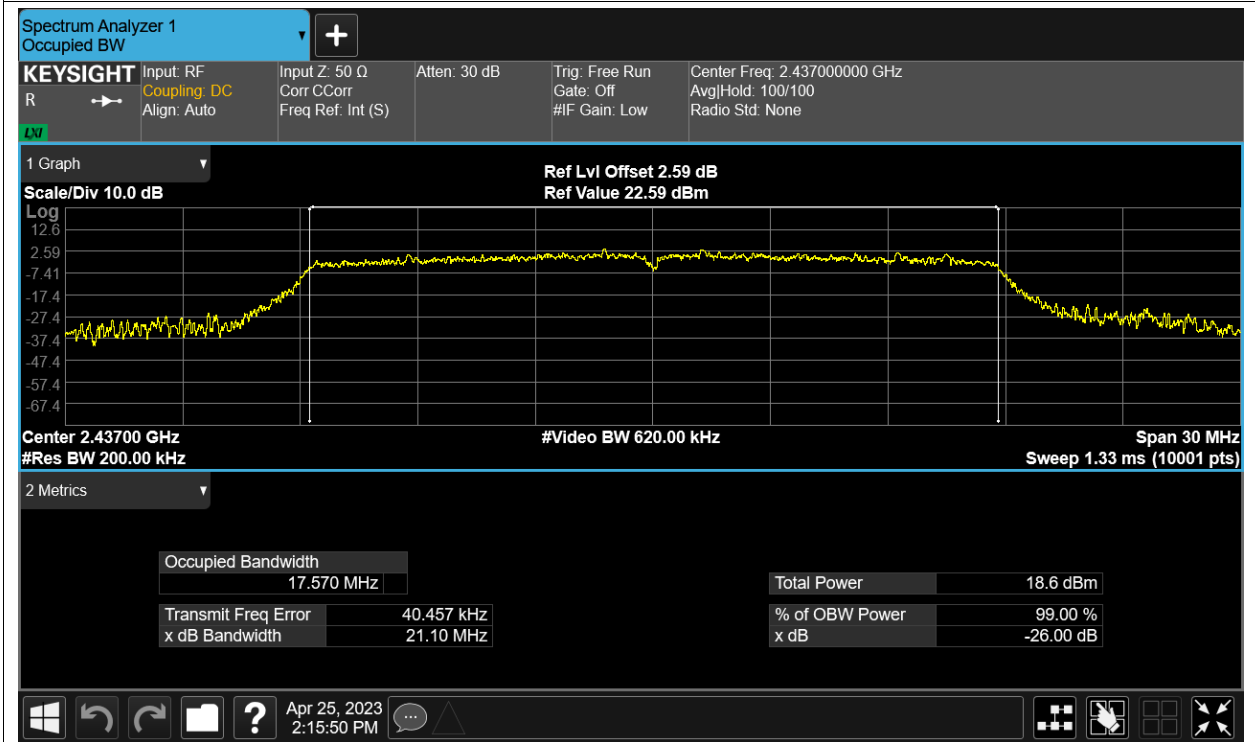 Spectrum Analyzer 1
Occupied BW
KEYSIGHT
R
LXI
Input: RF
Coupling: DC
Align: Auto
Input Z: 50 Ω
Corr CCorr
Freq Ref: Int (S)
Atten: 30 dB
Trig: Free Run
Gate: Off
#IF Gain: Low
Center Freq: 2.437000000 GHz
Avg|Hold: 100/100
Radio Std: None
1 Graph
Scale/Div 10.0 dB
Ref Lvl Offset 2.59 dB
Ref Value 22.59 dBm
Log
12.6
2.59
-7.41
-17.4
-27.4
-37.4
-47.4
-57.4
-67.4
Center 2.43700 GHz
#Res BW 200.00 kHz
#Video BW 620.00 kHz
Span 30 MHz
Sweep 1.33 ms (10001 pts)
2 Metrics
Occupied Bandwidth
17.570 MHz
Transmit Freq Error 40.457 kHz
x dB Bandwidth 21.10 MHz
Total Power 18.6 dBm
% of OBW Power 99.00 %
x dB -26.00 dB
?
Apr 25, 2023
2:15:50 PM